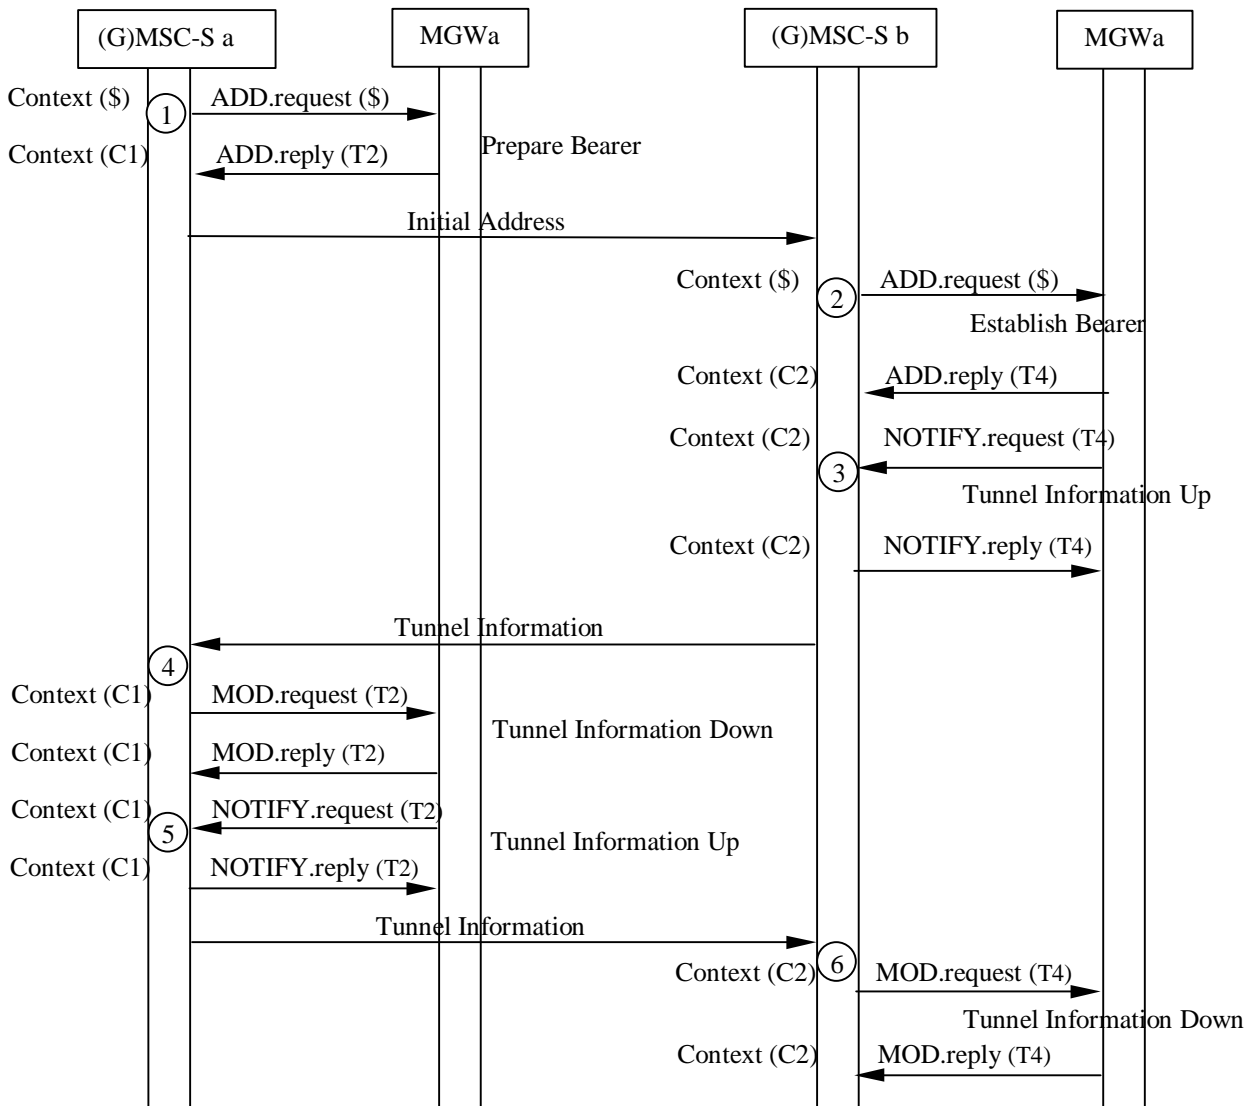 (G)MSC-S a
MGWa
(G)MSC-S b
MGWa
Context ($)
1
ADD.request ($)
Context (C1)
ADD.reply (T2)
Prepare Bearer
Initial Address
Context ($)
2
ADD.request ($)
Establish Bearer
Context (C2)
ADD.reply (T4)
Context (C2)
NOTIFY.request (T4)
3
Tunnel Information Up
Context (C2)
NOTIFY.reply (T4)
Tunnel Information
4
Context (C1)
MOD.request (T2)
Tunnel Information Down
Context (C1)
MOD.reply (T2)
Context (C1)
NOTIFY.request (T2)
5
Tunnel Information Up
Context (C1)
NOTIFY.reply (T2)
Tunnel Information
6
Context (C2)
MOD.request (T4)
Tunnel Information Down
Context (C2)
MOD.reply (T4)